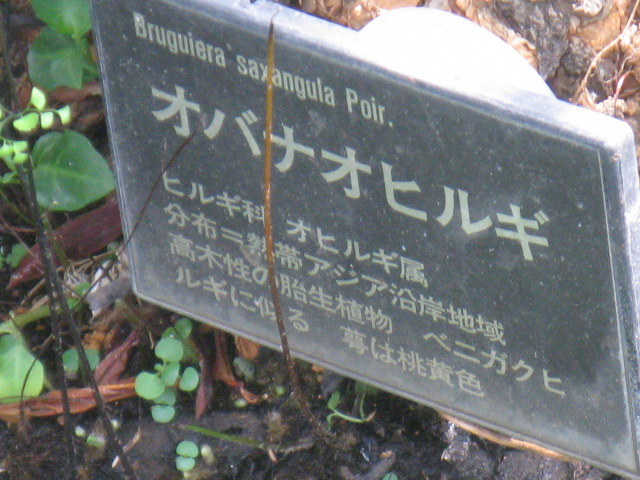 Bruguiera saxangula Poir.
オバナオヒルギ
ヒルギ科 オヒルギ属
分布=熱帯アジア沿岸地域
高木性の胎生植物 ベニガクヒ
ルギに似る 萼は桃黄色